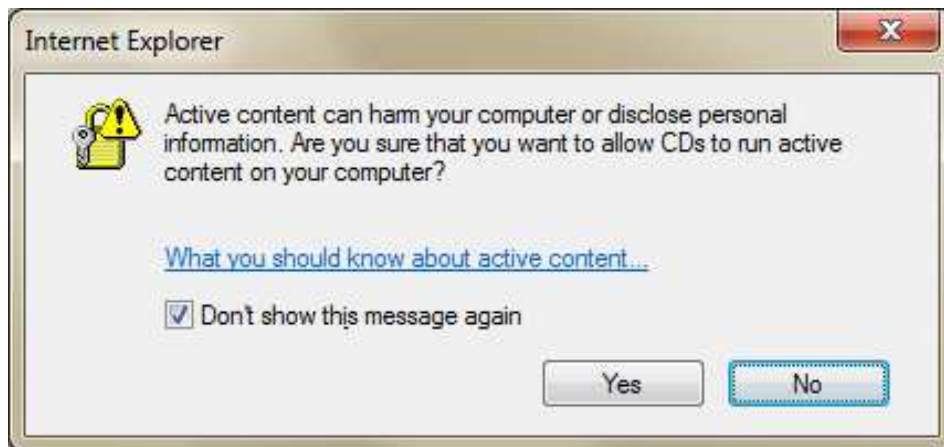 Internet Explorer
Active content can harm your computer or disclose personal
information. Are you sure that you want to allow CDs to run active
content on your computer?
What you should know about active content...
Don't show this message again
Yes No